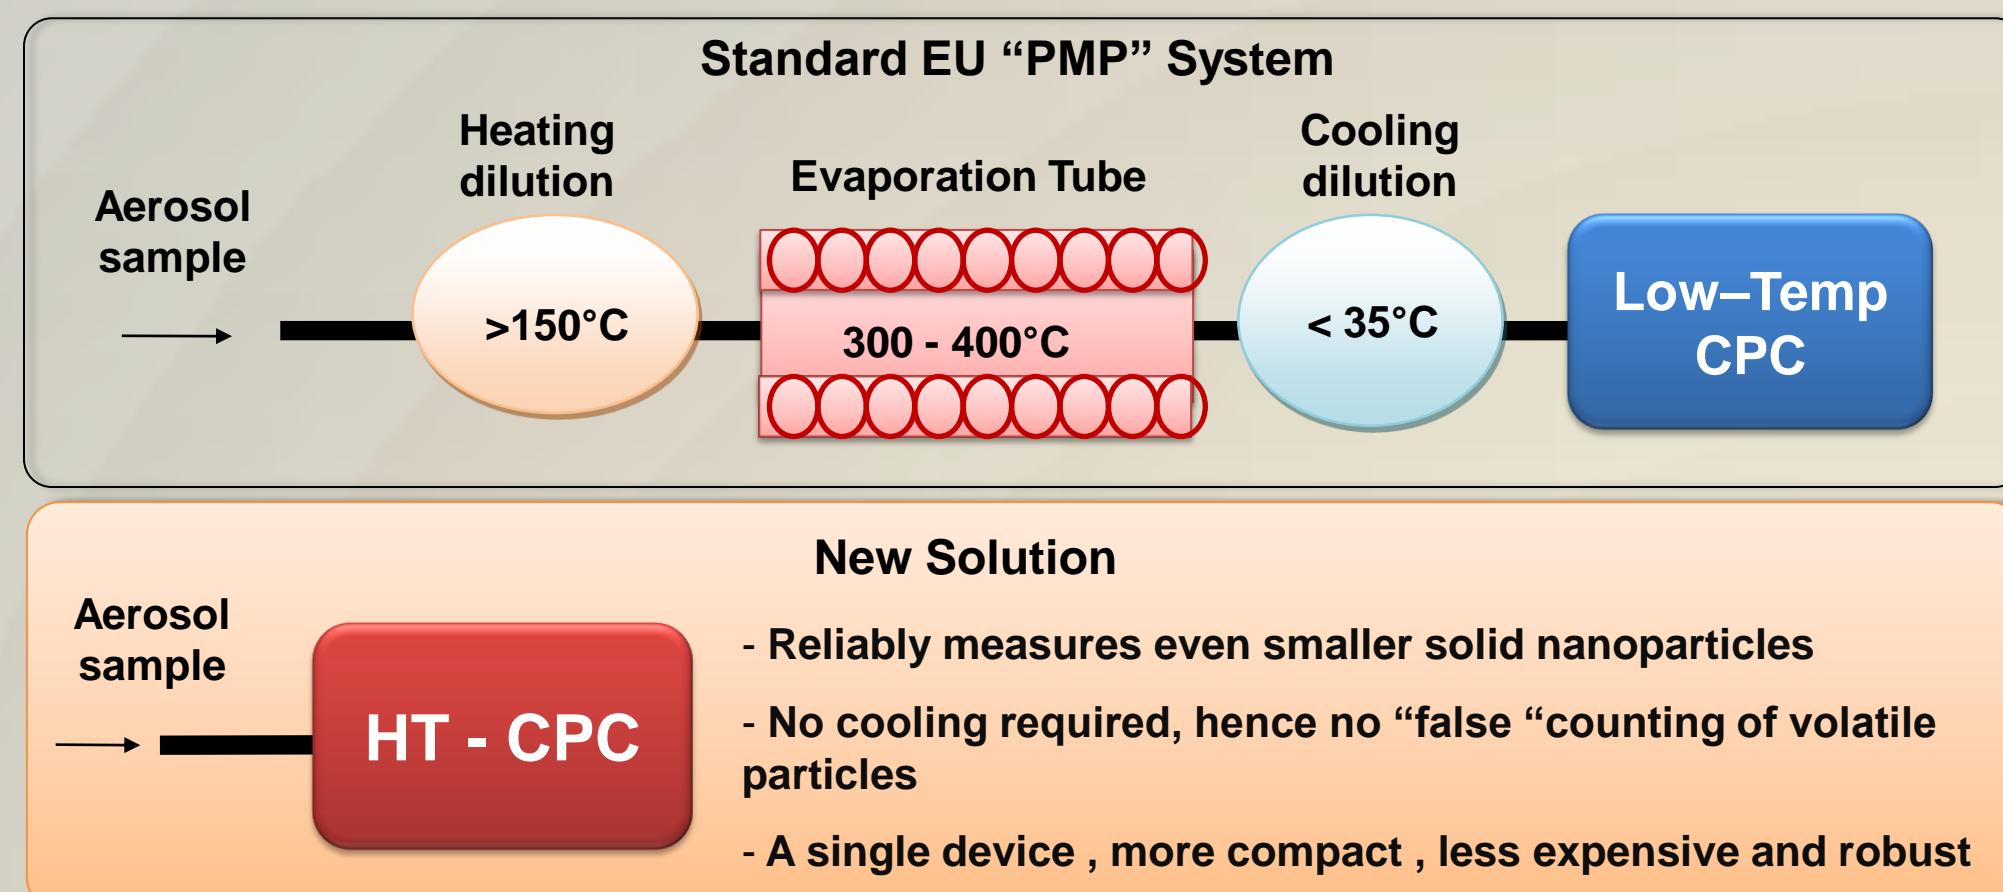 Standard EU “PMP” System
Heating
dilution
Evaporation Tube
Cooling
dilution
Aerosol
sample
>150°C
300 - 400°C
< 35°C
Low–Temp
CPC
New Solution
Aerosol
sample
HT - CPC
- Reliably measures even smaller solid nanoparticles
- No cooling required, hence no “false “counting of volatile
particles
- A single device , more compact , less expensive and robust